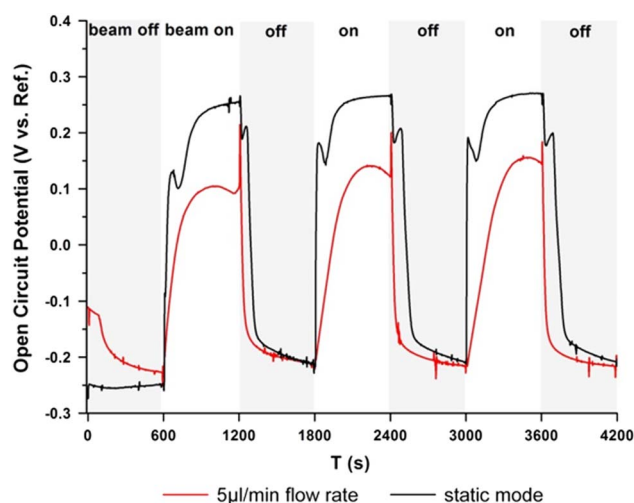 beam off beam on off on off on off
0.4
0.3
0.2
0.1
0.0
-0.1
-0.2
-0.3
Open Circuit Potential (V vs. Ref.)
0 600 1200 1800 2400 3000 3600 4200
T (s)
5µl/min flow rate static mode